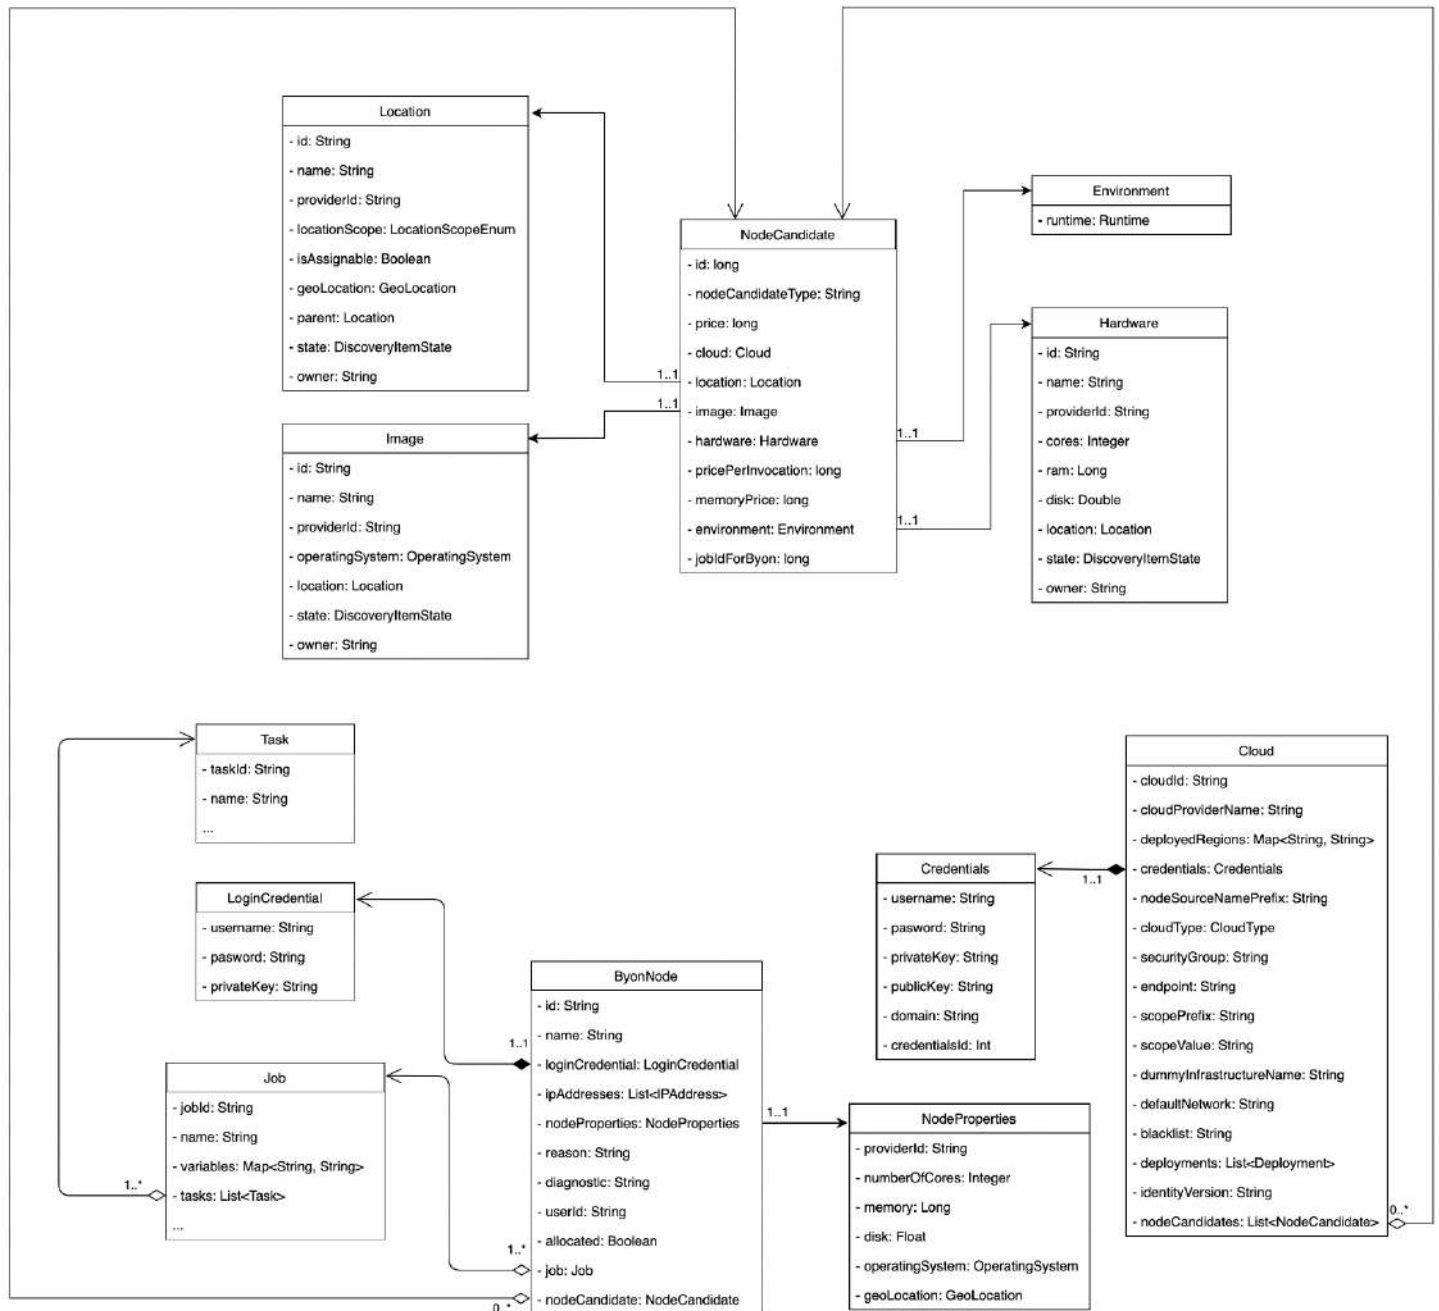 Location
- id: String
- name: String
- providerId: String
- locationScope: LocationScopeEnum
- isAssignable: Boolean
- geoLocation: GeoLocation
- parent: Location
- state: DiscoveryItemState
- owner: String
Image
- id: String
- name: String
- providerId: String
- operatingSystem: OperatingSystem
- location: Location
- state: DiscoveryItemState
- owner: String
1..1
1..1
NodeCandidate
- id: long
- nodeCandidateType: String
- price: long
- cloud: Cloud
- location: Location
- image: Image
- hardware: Hardware
- pricePerInvocation: long
- memoryPrice: long
- environment: Environment
- jobIdForByon: long
1..1
1..1
Environment
- runtime: Runtime
Hardware
- id: String
- name: String
- providerId: String
- cores: Integer
- ram: Long
- disk: Double
- location: Location
- state: DiscoveryItemState
- owner: String
Task
- taskId: String
- name: String
...
LoginCredential
- username: String
- pasword: String
- privateKey: String
Job
- jobId: String
- name: String
- variables: Map<String, String>
- tasks: List<Task>
...
1..*
1..1
1..*
0..*
ByonNode
- id: String
- name: String
- loginCredential: LoginCredential
- ipAddresses: List<IPAddress>
- nodeProperties: NodeProperties
- reason: String
- diagnostic: String
- userId: String
- allocated: Boolean
- job: Job
- nodeCandidate: NodeCandidate
1..1
Credentials
- username: String
- pasword: String
- privateKey: String
- publicKey: String
- domain: String
- credentialsId: Int
1..1
NodeProperties
- providerId: String
- numberOfCores: Integer
- memory: Long
- disk: Float
- operatingSystem: OperatingSystem
- geoLocation: GeoLocation
Cloud
- cloudId: String
- cloudProviderName: String
- deployedRegions: Map<String, String>
- credentials: Credentials
- nodeSourceNamePrefix: String
- cloudType: CloudType
- securityGroup: String
- endpoint: String
- scopePrefix: String
- scopeValue: String
- dummyInfrastructureName: String
- defaultNetwork: String
- blacklist: String
- deployments: List<Deployment>
- identityVersion: String
- nodeCandidates: List<NodeCandidate>
0..*